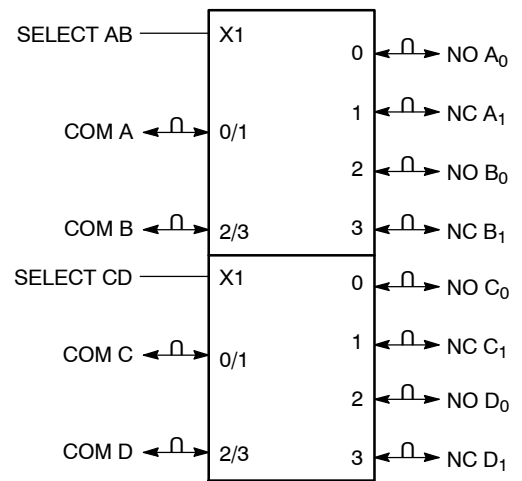 SELECT AB
X1
0
NO A₀
1
NC A₁
COM A
0/1
2
NO B₀
COM B
2/3
3
NC B₁
SELECT CD
X1
0
NO C₀
1
NC C₁
COM C
0/1
2
NO D₀
COM D
2/3
3
NC D₁